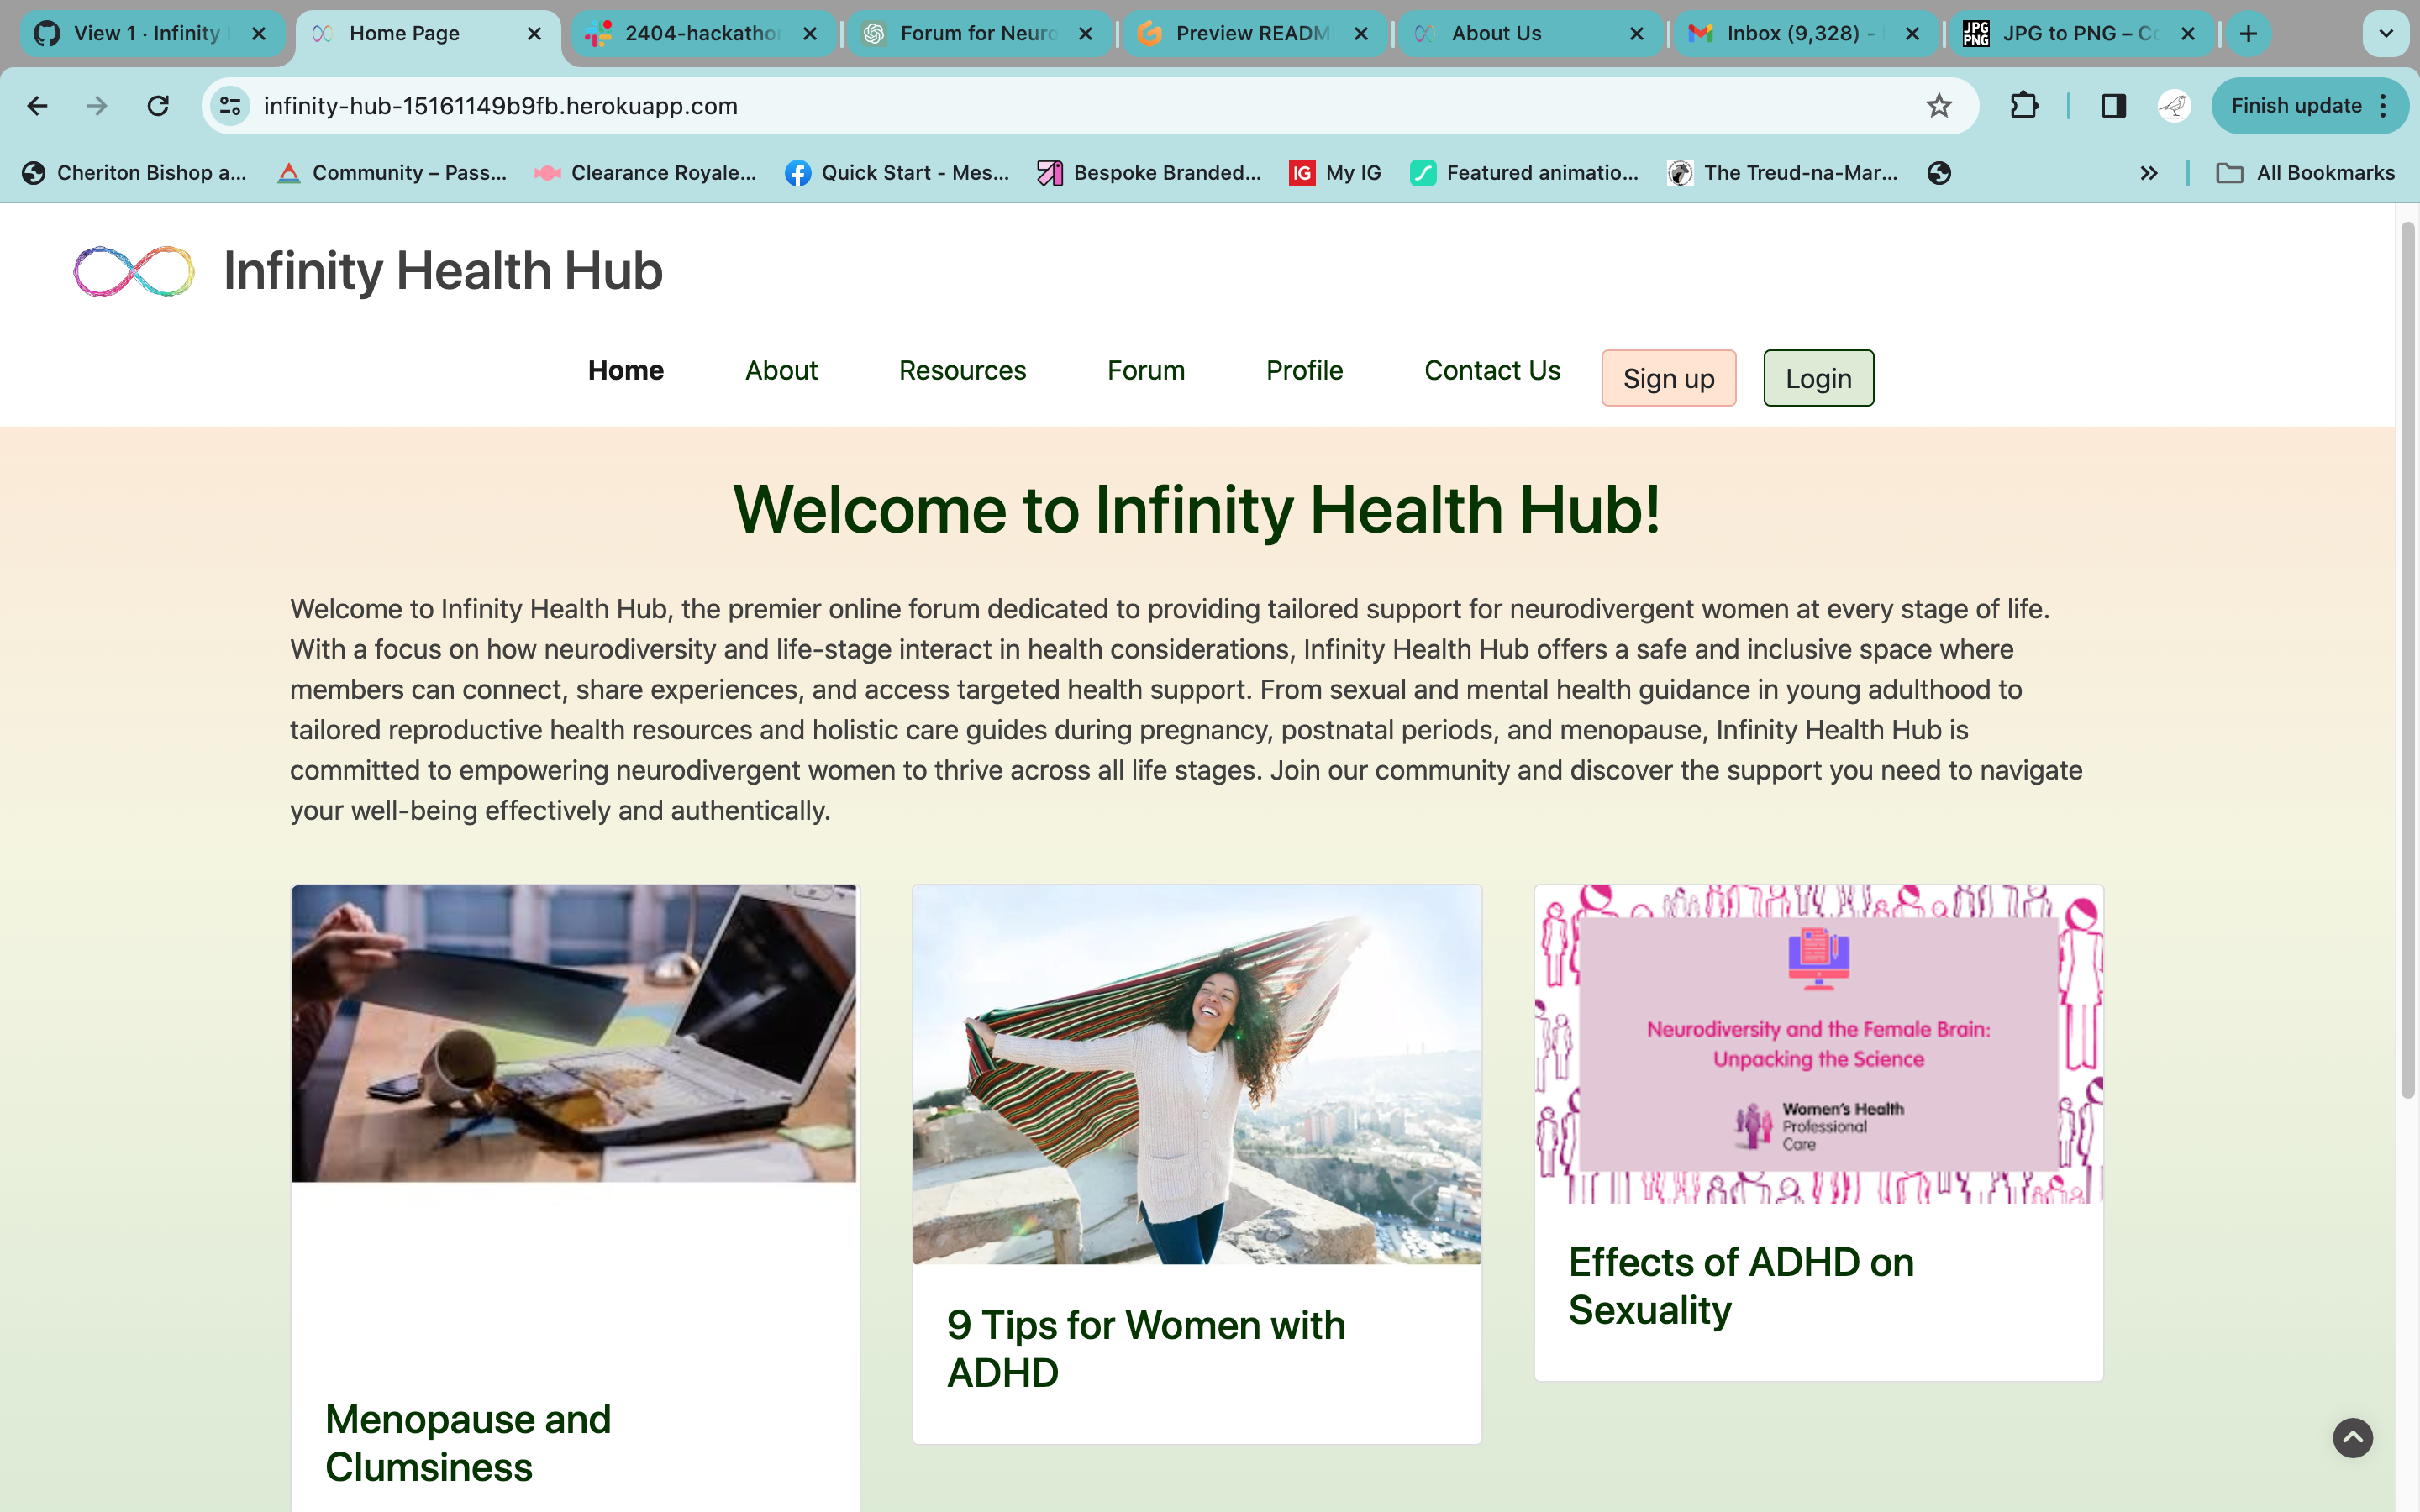 View 1 · Infinity
Home Page
2404-hackatho
Forum for Neuro
Preview READM
About Us
Inbox (9,328) -
JPG to PNG – Co
infinity-hub-15161149b9fb.herokuapp.com
Finish update
Cheriton Bishop a...
Community – Pass...
Clearance Royale...
Quick Start - Mes...
Bespoke Branded...
IG My IG
Featured animatio...
The Treud-na-Mar...
All Bookmarks
Infinity Health Hub
Home About Resources Forum Profile Contact Us Sign up Login
Welcome to Infinity Health Hub!
Welcome to Infinity Health Hub, the premier online forum dedicated to providing tailored support for neurodivergent women at every stage of life.
With a focus on how neurodiversity and life-stage interact in health considerations, Infinity Health Hub offers a safe and inclusive space where
members can connect, share experiences, and access targeted health support. From sexual and mental health guidance in young adulthood to
tailored reproductive health resources and holistic care guides during pregnancy, postnatal periods, and menopause, Infinity Health Hub is
committed to empowering neurodivergent women to thrive across all life stages. Join our community and discover the support you need to navigate
your well-being effectively and authentically.
Menopause and
Clumsiness
9 Tips for Women with
ADHD
Neurodiversity and the Female Brain:
Unpacking the Science
Women's Health
Professional
Care
Effects of ADHD on
Sexuality